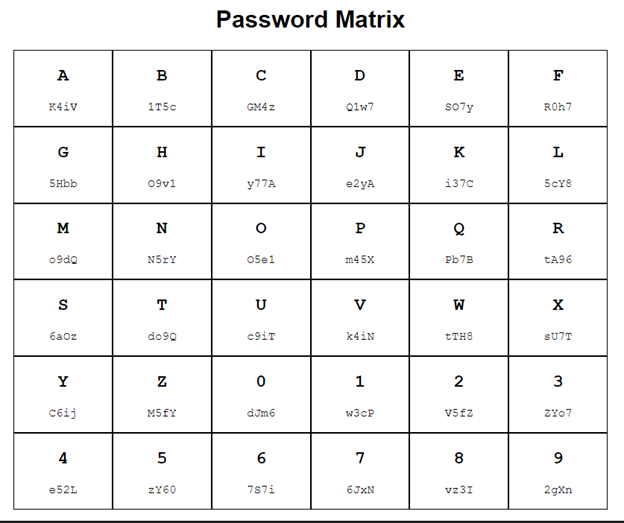 Password Matrix
A B C D E F
K4iV 1T5c GM4z Q1w7 SO7y R0h7
G H I J K L
5Hbb O9v1 y77A e2yA i37C 5cY8
M N O P Q R
o9dQ N5rY O5e1 m45X Pb7B tA96
S T U V W X
6aOz do9Q c9iT k4iN tTH8 sU7T
Y Z 0 1 2 3
C6ij M5fY dJm6 w3cP V5fZ ZYo7
4 5 6 7 8 9
e52L zY60 7S7i 6JxN vz3I 2gXn